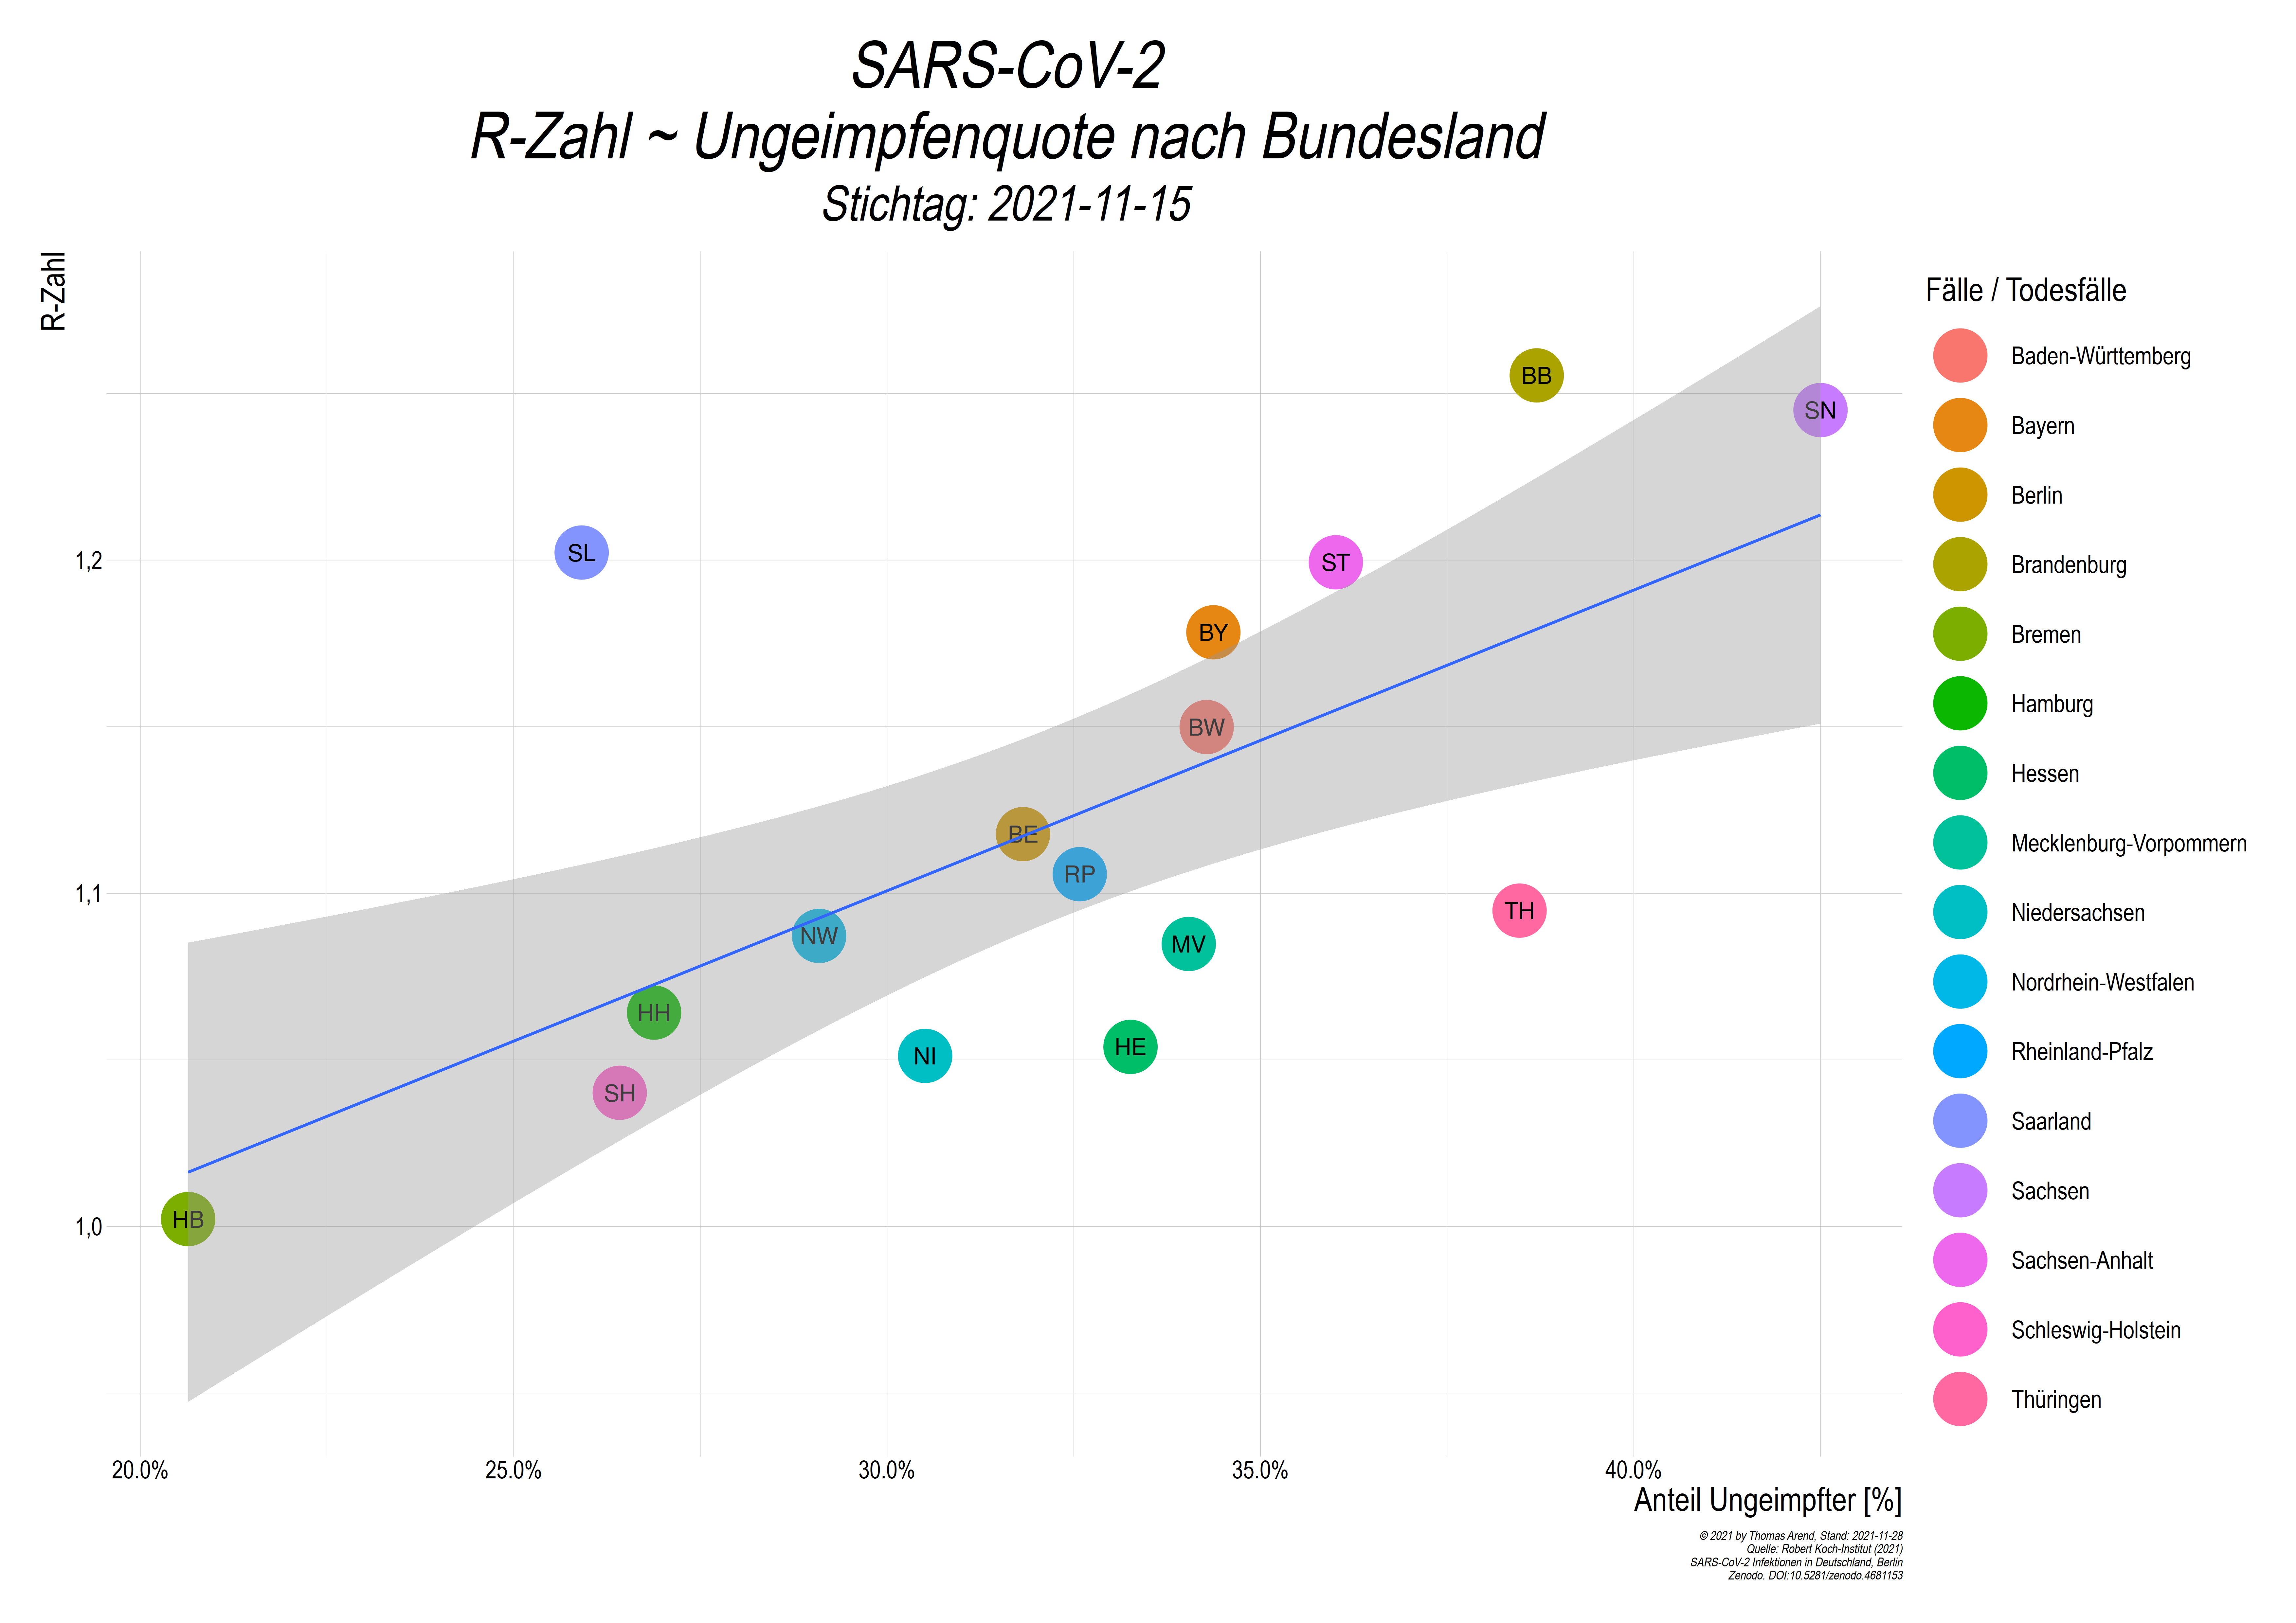 SARS-CoV-2
R-Zahl ~ Ungeimpfenquote nach Bundesland
Stichtag: 2021-11-15
R-Zahl
1,2
1,1
1,0
SL
BB
SN
ST
BY
BW
BE
RP
NW
TH
MV
HH
HE
NI
SH
HB
20.0%
25.0%
30.0%
35.0%
40.0%
Anteil Ungeimpfter [%]
Fälle / Todesfälle
Baden-Württemberg
Bayern
Berlin
Brandenburg
Bremen
Hamburg
Hessen
Mecklenburg-Vorpommern
Niedersachsen
Nordrhein-Westfalen
Rheinland-Pfalz
Saarland
Sachsen
Sachsen-Anhalt
Schleswig-Holstein
Thüringen
© 2021 by Thomas Arend, Stand: 2021-11-28
Quelle: Robert Koch-Institut (2021)
SARS-CoV-2 Infektionen in Deutschland, Berlin
Zenodo. DOI:10.5281/zenodo.4681153